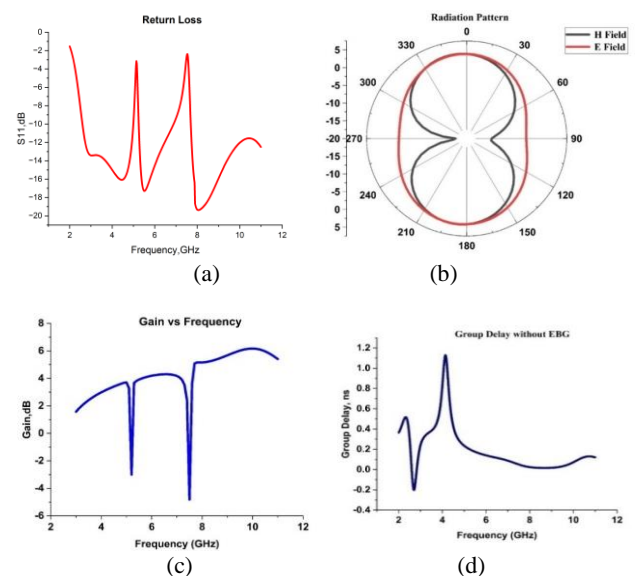 Return Loss
0
−2
−4
−6
−8
−10
−12
−14
−16
−18
−20
S11,dB
0 2 4 6 8 10 12
Frequency,GHz
(a)
Radiation Pattern
0
H Field
E Field
330 30
300 60
270 90
240 120
210 150
180
5
0
-5
-10
-15
-20
-15
-10
-5
0
5
(b)
Gain vs Frequency
8
6
4
2
0
-2
-4
-6
Gain,dB
2 4 6 8 10 12
Frequency (GHz)
(c)
Group Delay without EBG
1.2
1.0
0.8
0.6
0.4
0.2
0.0
-0.2
-0.4
Group Delay, ns
2 4 6 8 10 12
Frequency (GHz)
(d)